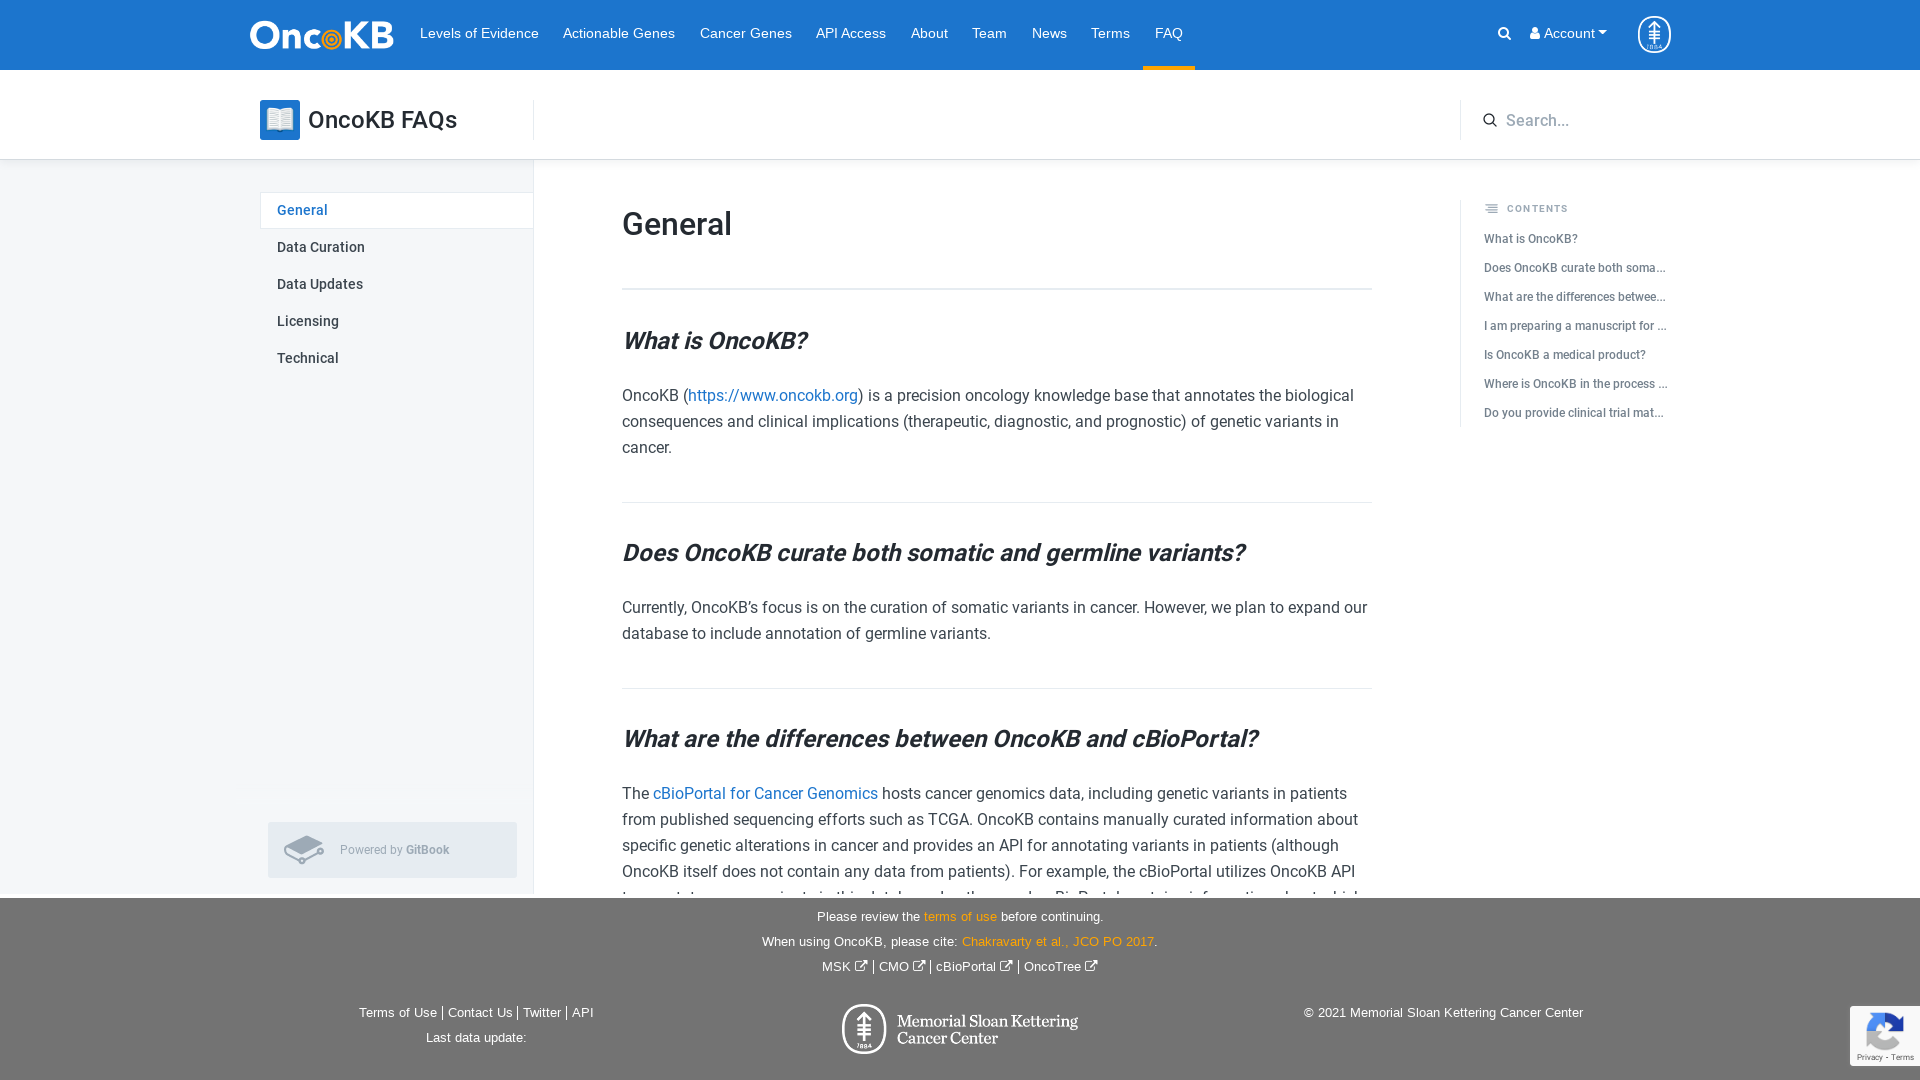 OncoKB Levels of Evidence Actionable Genes Cancer Genes API Access About Team News Terms FAQ Account
OncoKB FAQs
Search...
General
Data Curation
Data Updates
Licensing
Technical
Powered by GitBook
General
What is OncoKB?
OncoKB (https://www.oncokb.org) is a precision oncology knowledge base that annotates the biological
consequences and clinical implications (therapeutic, diagnostic, and prognostic) of genetic variants in
cancer.
Does OncoKB curate both somatic and germline variants?
Currently, OncoKB’s focus is on the curation of somatic variants in cancer. However, we plan to expand our
database to include annotation of germline variants.
What are the differences between OncoKB and cBioPortal?
The cBioPortal for Cancer Genomics hosts cancer genomics data, including genetic variants in patients
from published sequencing efforts such as TCGA. OncoKB contains manually curated information about
specific genetic alterations in cancer and provides an API for annotating variants in patients (although
OncoKB itself does not contain any data from patients). For example, the cBioPortal utilizes OncoKB API
CONTENTS
What is OncoKB?
Does OncoKB curate both soma...
What are the differences betwee...
I am preparing a manuscript for ...
Is OncoKB a medical product?
Where is OncoKB in the process ...
Do you provide clinical trial mat...
Please review the terms of use before continuing.
When using OncoKB, please cite: Chakravarty et al., JCO PO 2017.
MSK | CMO | cBioPortal | OncoTree
Terms of Use | Contact Us | Twitter | API
Last data update:
1884
Memorial Sloan Kettering
Cancer Center
© 2021 Memorial Sloan Kettering Cancer Center
Privacy - Terms